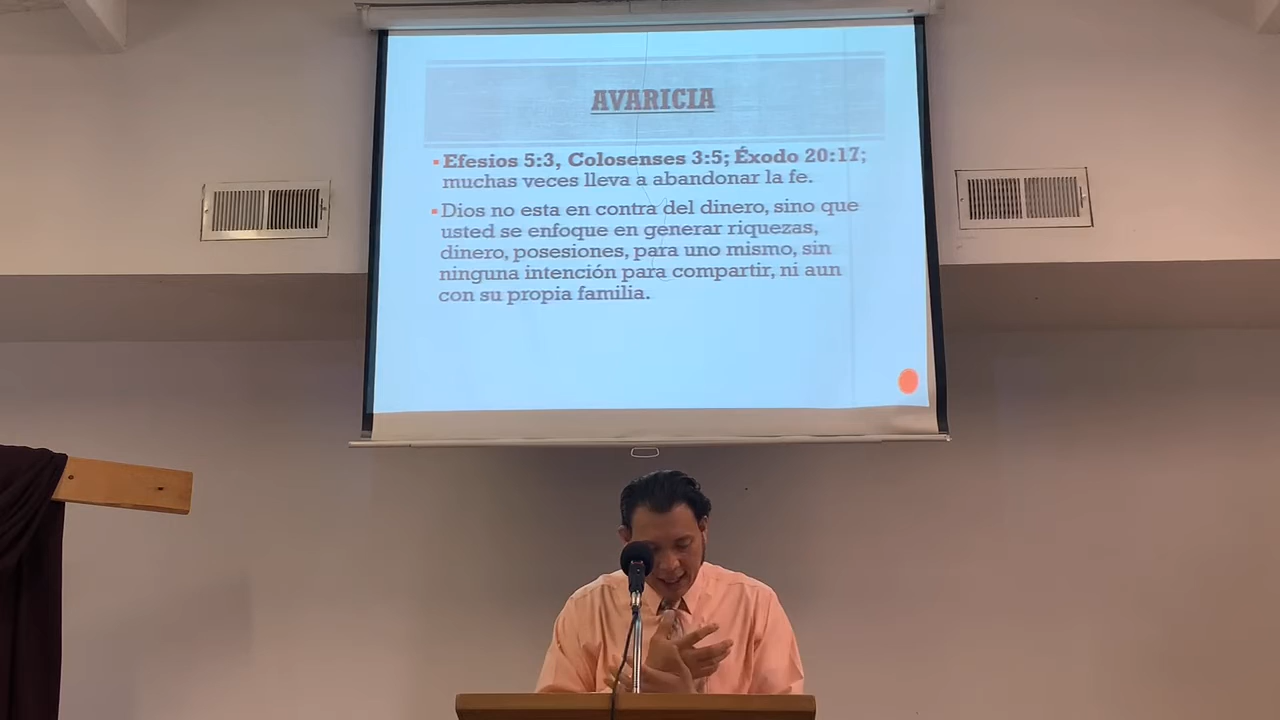 AVARICIA
Efesios 5:3, Colosenses 3:5; Éxodo 20:17;
muchas veces lleva a abandonar la fe.
Dios no esta en contra del dinero, sino que
usted se enfoque en generar riquezas,
dinero, posesiones, para uno mismo, sin
ninguna intención para compartir, ni aun
con su propia familia.